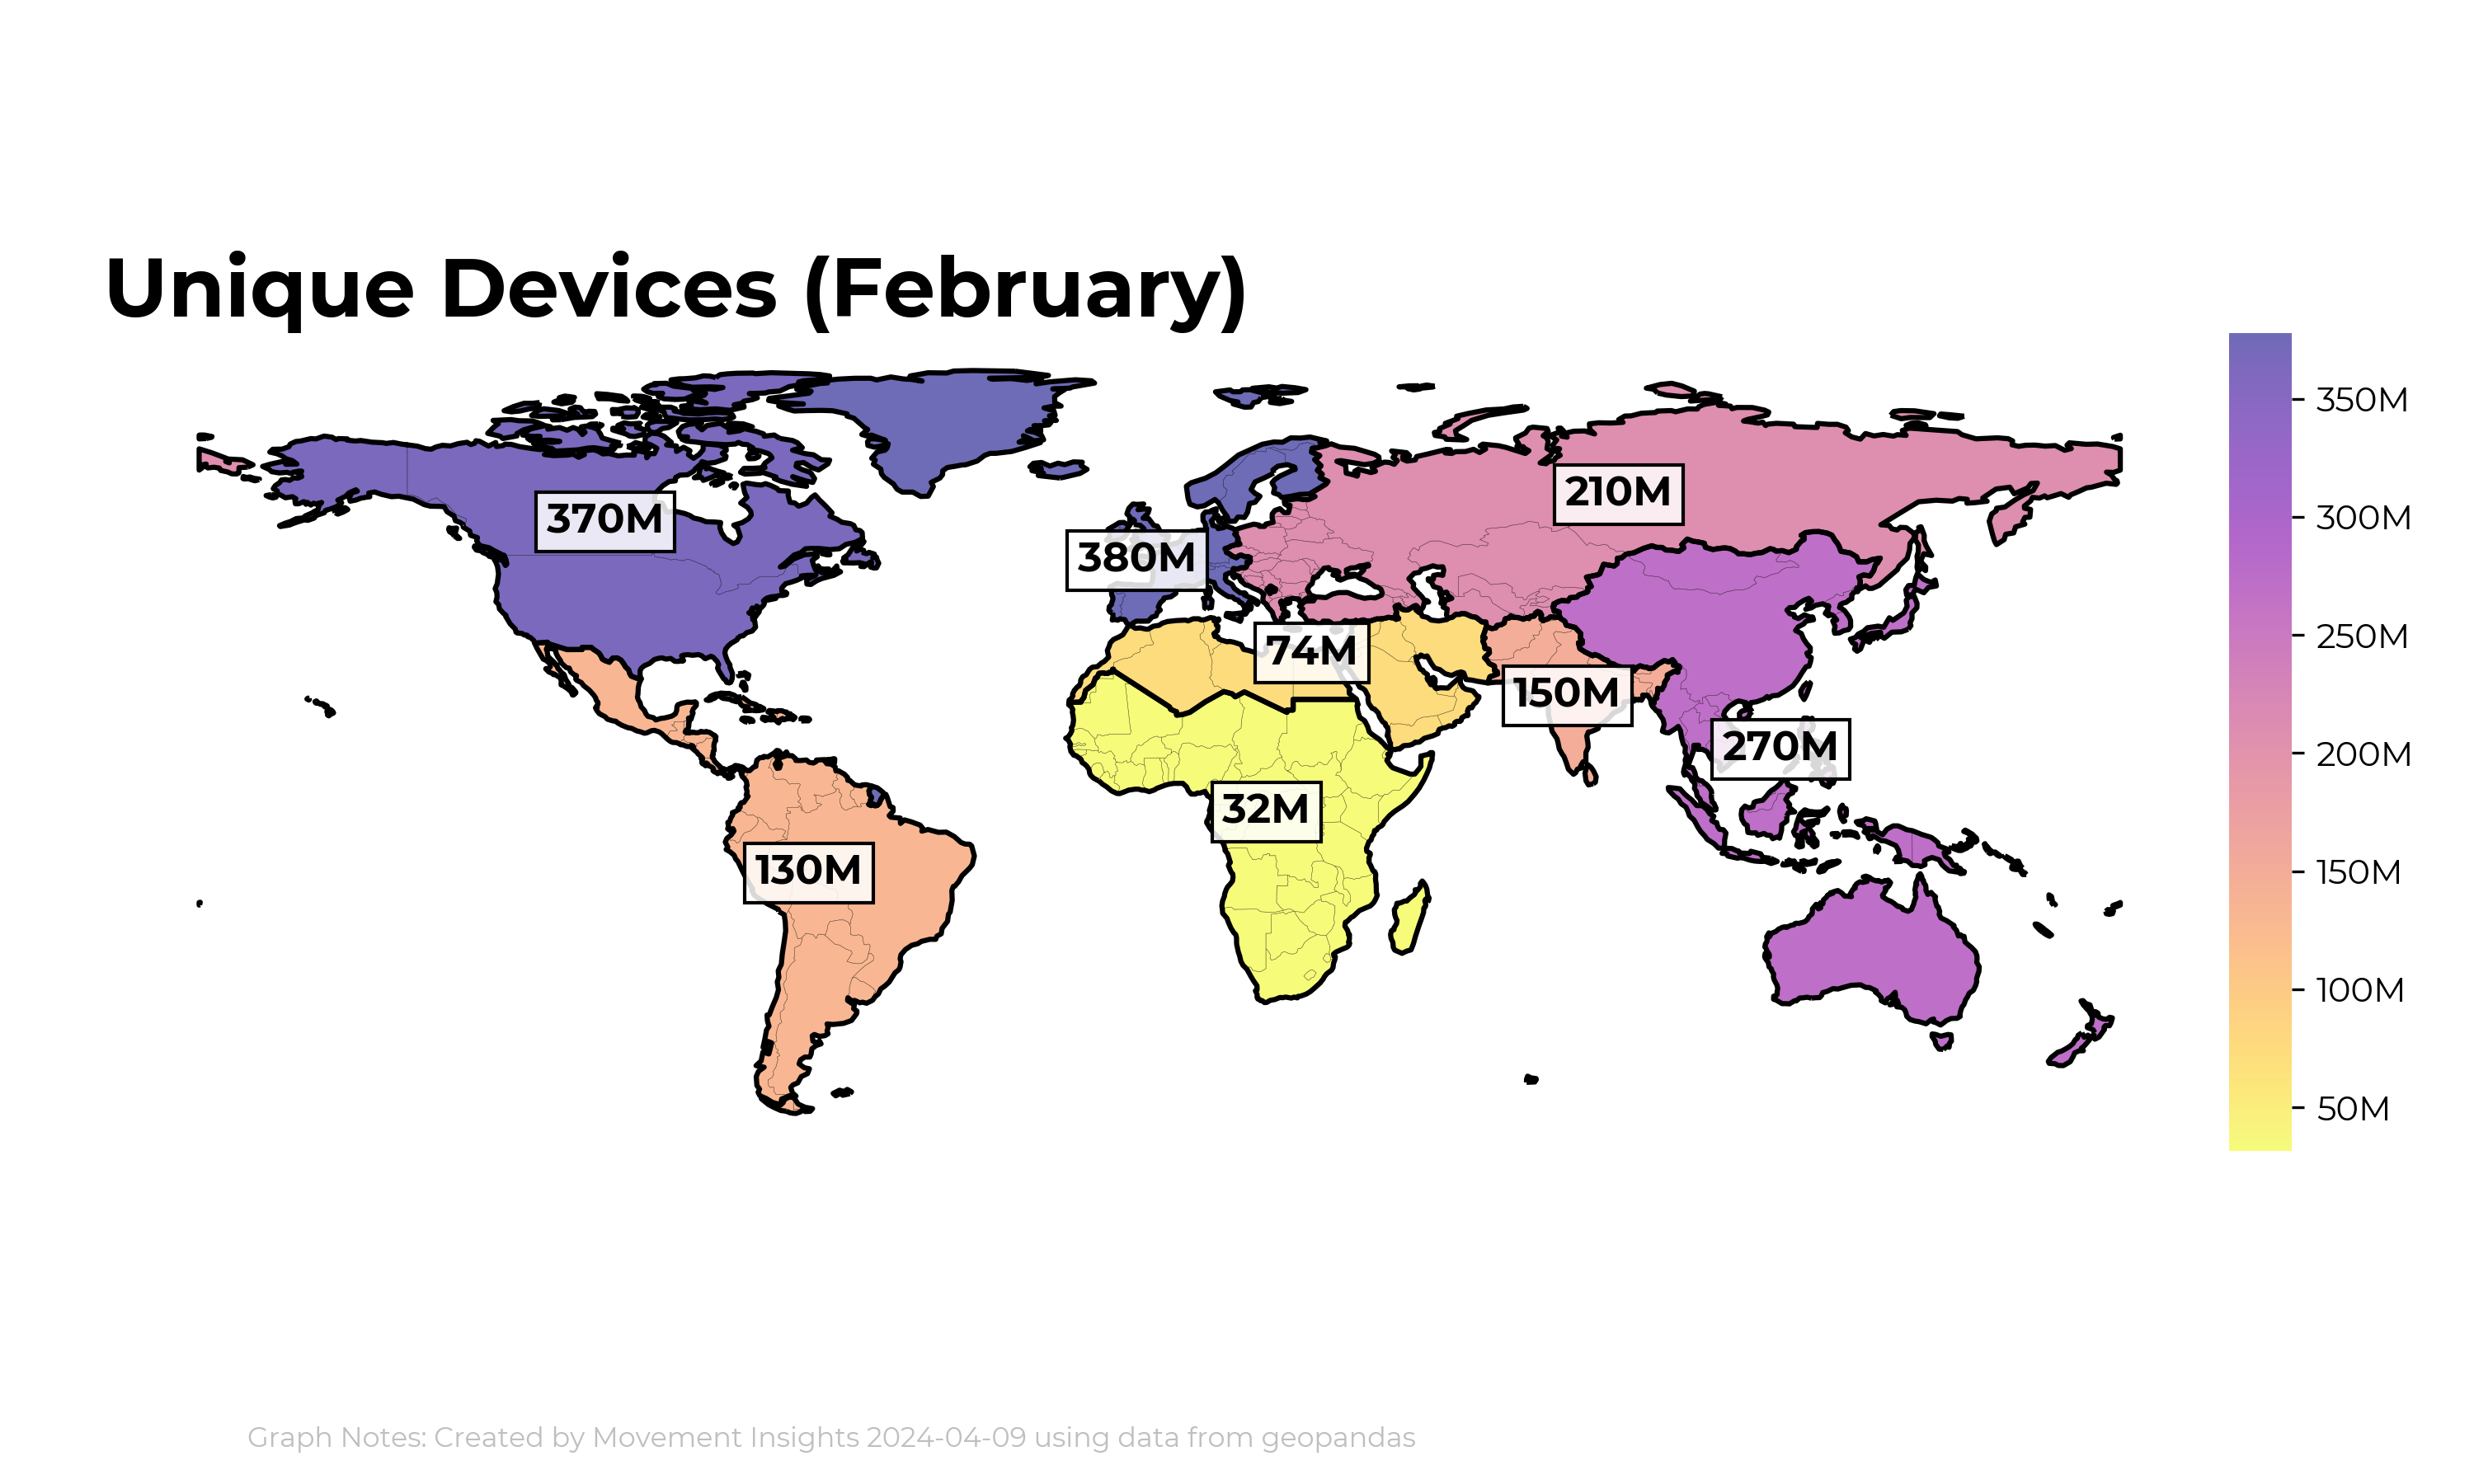 Unique Devices (February)
370M
380M
210M
74M
150M
270M
32M
130M
350M
300M
250M
200M
150M
100M
50M
Graph Notes: Created by Movement Insights 2024-04-09 using data from geopandas